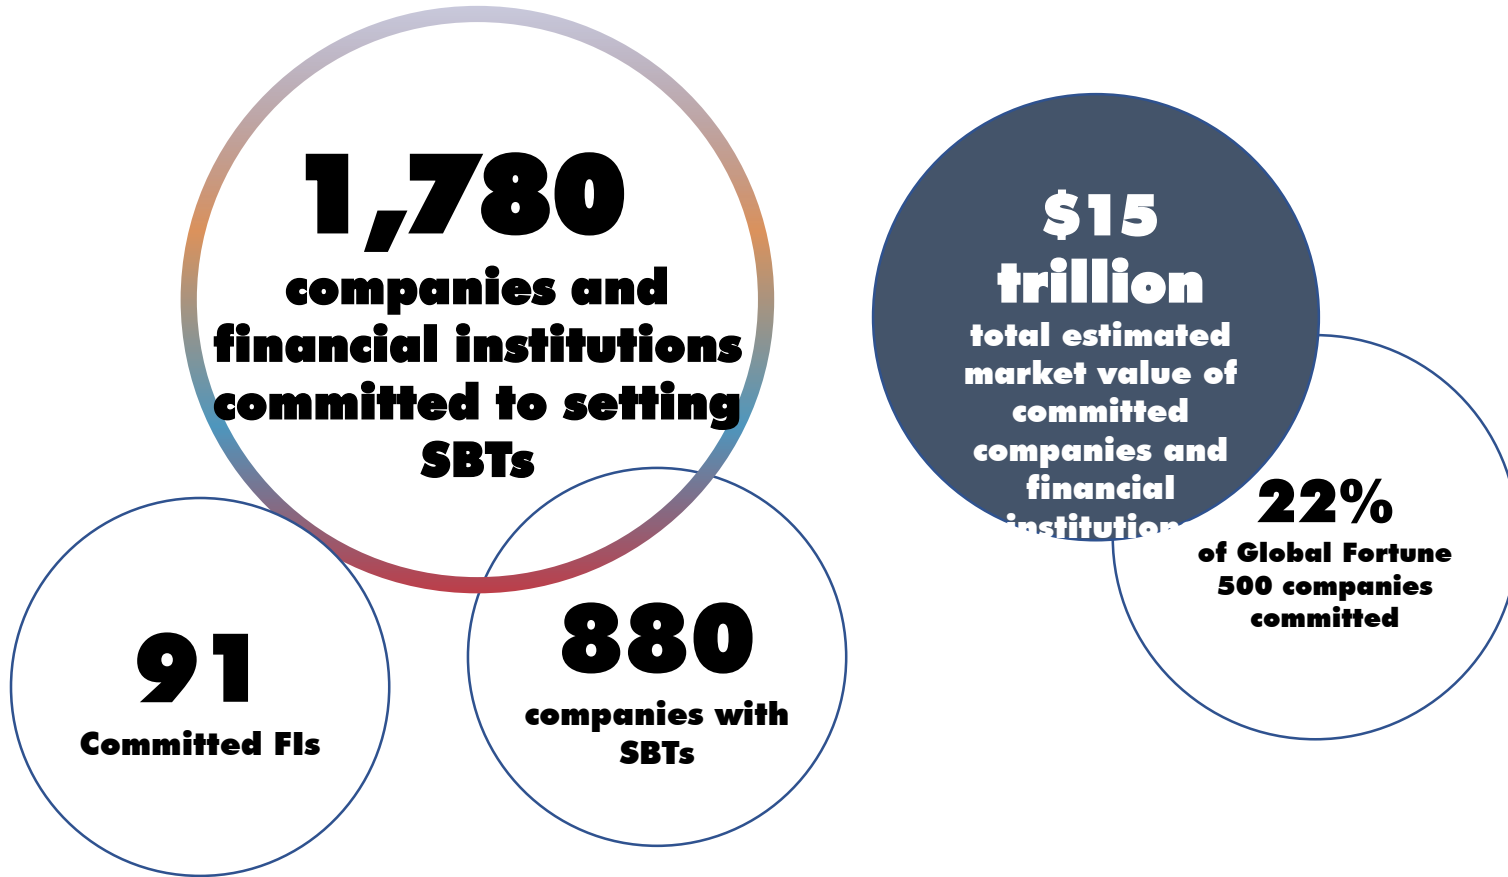 1,780
companies and
financial institutions
committed to setting
SBTs
91
Committed FIs
880
companies with
SBTs
$15
trillion
total estimated
market value of
committed
companies and
financial
institutions
22%
of Global Fortune
500 companies
committed